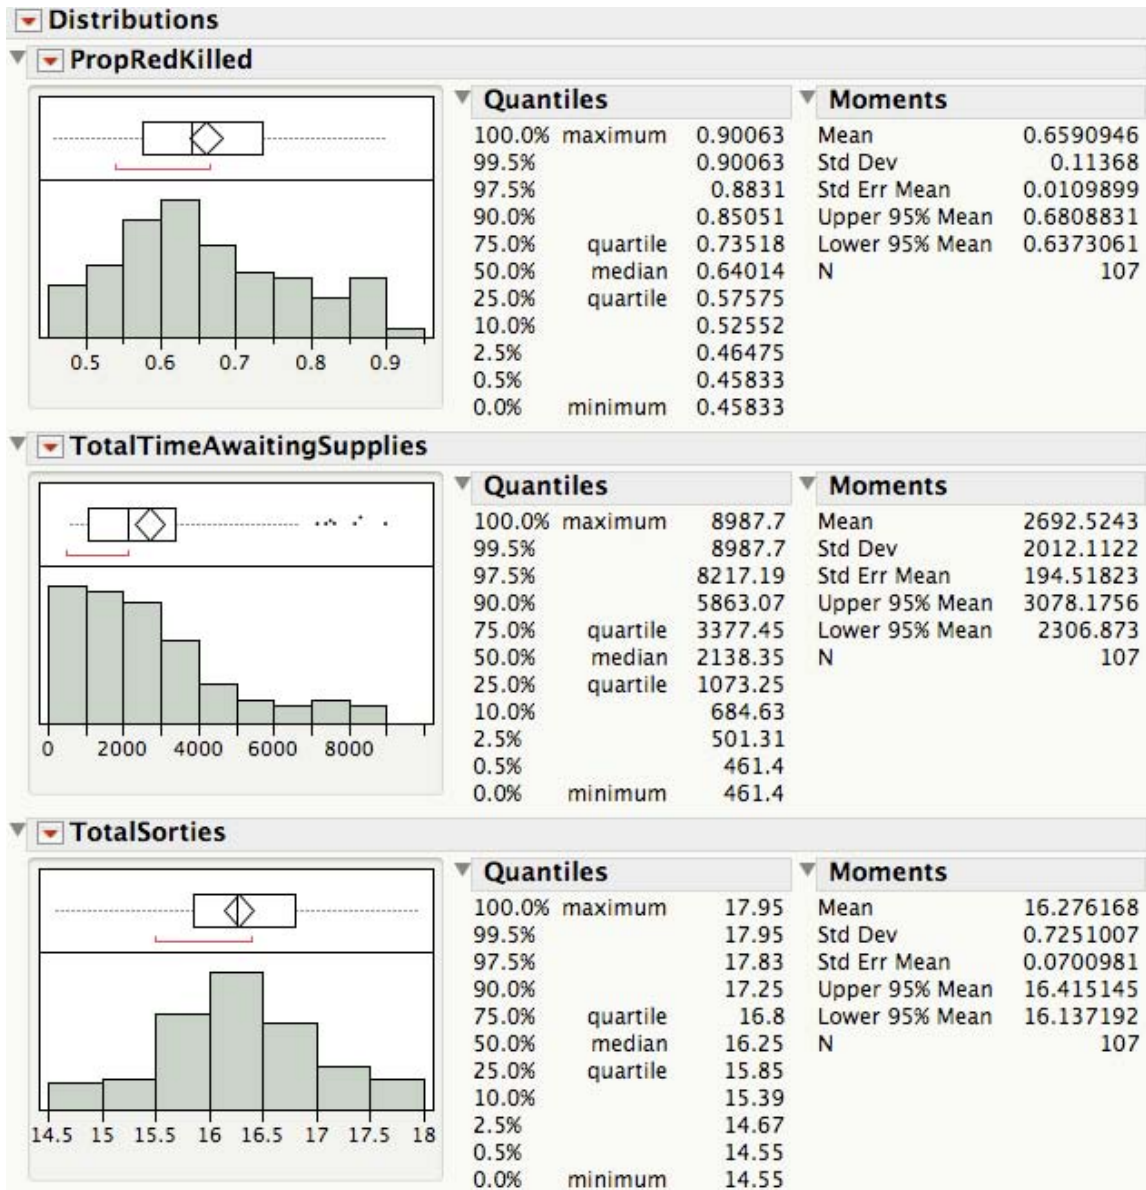 Distributions
PropRedKilled
0.5 0.6 0.7 0.8 0.9
Quantiles
100.0% maximum 0.90063
99.5% 0.90063
97.5% 0.8831
90.0% 0.85051
75.0% quartile 0.73518
50.0% median 0.64014
25.0% quartile 0.57575
10.0% 0.52552
2.5% 0.46475
0.5% 0.45833
0.0% minimum 0.45833
Moments
Mean 0.6590946
Std Dev 0.11368
Std Err Mean 0.0109899
Upper 95% Mean 0.6808831
Lower 95% Mean 0.6373061
N 107
TotalTimeAwaitingSupplies
0 2000 4000 6000 8000
Quantiles
100.0% maximum 8987.7
99.5% 8987.7
97.5% 8217.19
90.0% 5863.07
75.0% quartile 3377.45
50.0% median 2138.35
25.0% quartile 1073.25
10.0% 684.63
2.5% 501.31
0.5% 461.4
0.0% minimum 461.4
Moments
Mean 2692.5243
Std Dev 2012.1122
Std Err Mean 194.51823
Upper 95% Mean 3078.1756
Lower 95% Mean 2306.873
N 107
TotalSorties
14.5 15 15.5 16 16.5 17 17.5 18
Quantiles
100.0% maximum 17.95
99.5% 17.95
97.5% 17.83
90.0% 17.25
75.0% quartile 16.8
50.0% median 16.25
25.0% quartile 15.85
10.0% 15.39
2.5% 14.67
0.5% 14.55
0.0% minimum 14.55
Moments
Mean 16.276168
Std Dev 0.7251007
Std Err Mean 0.0700981
Upper 95% Mean 16.415145
Lower 95% Mean 16.137192
N 107